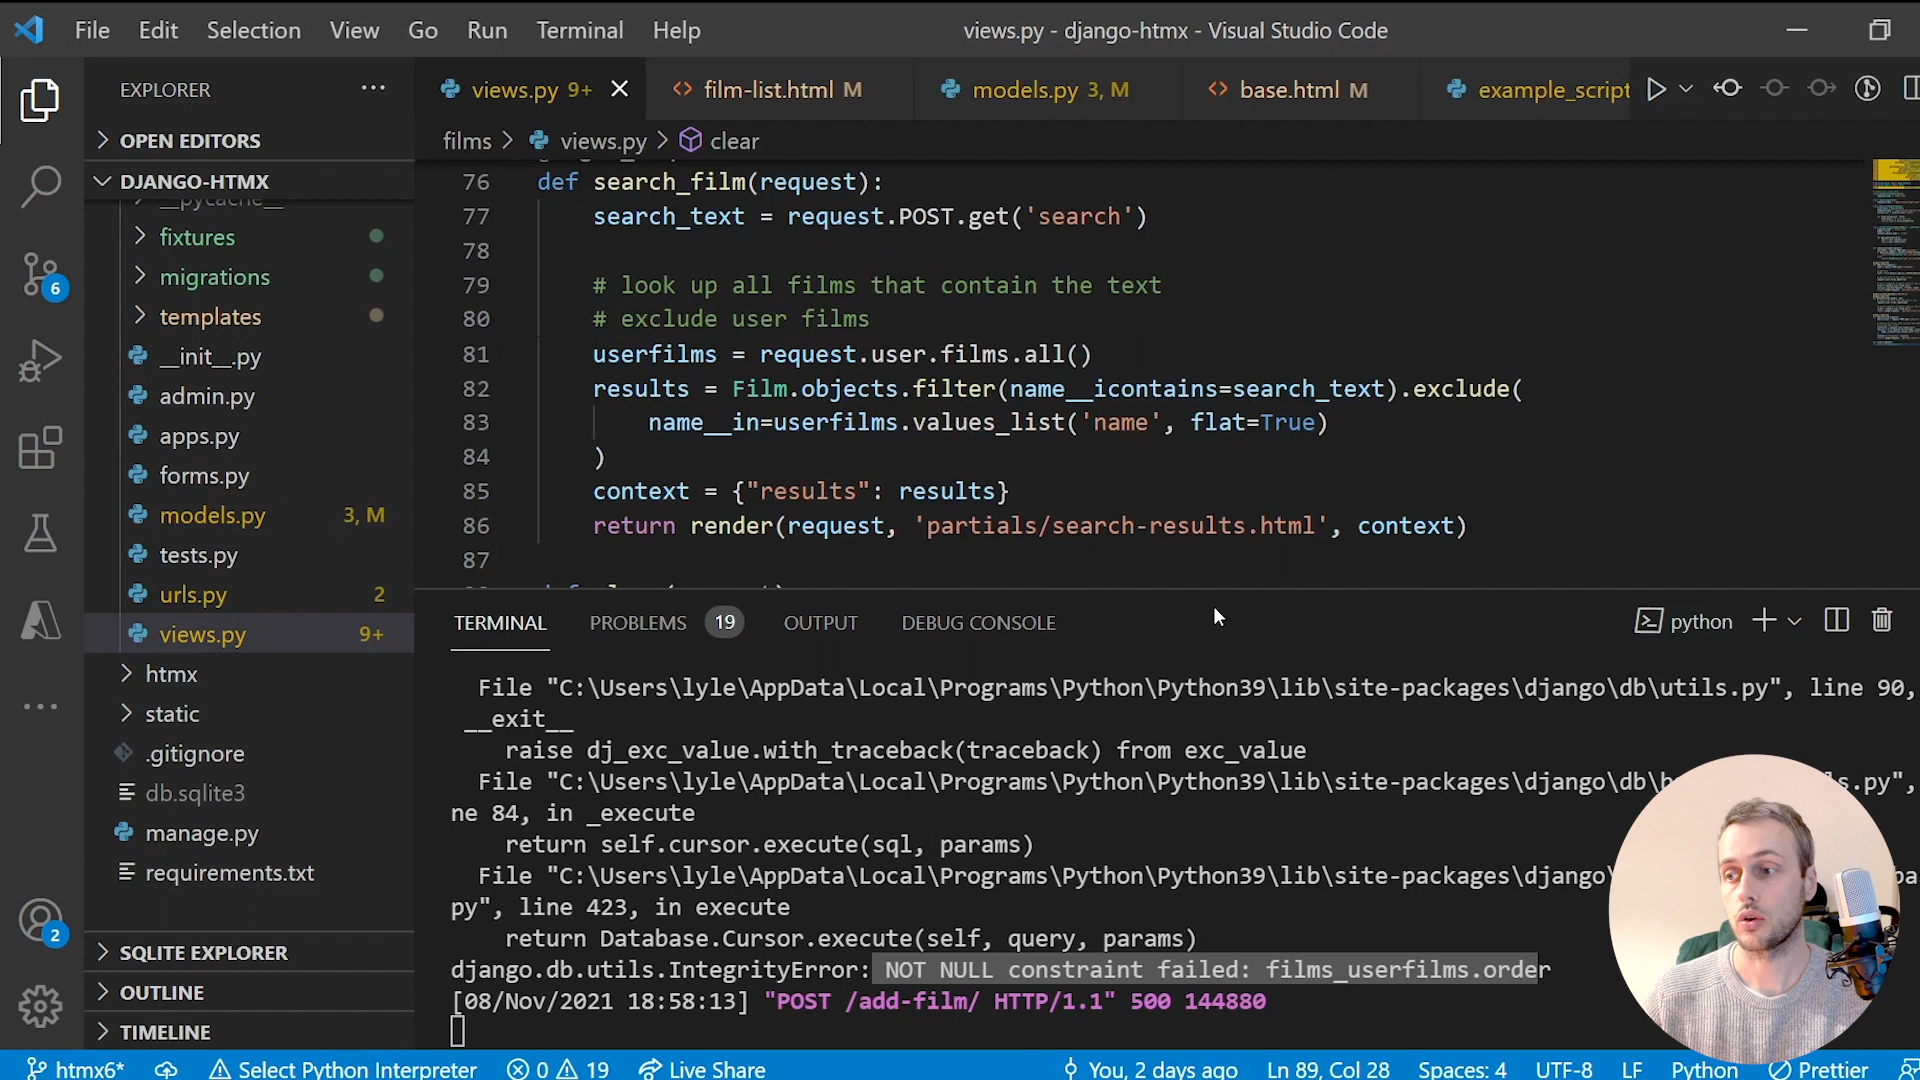 File Edit Selection View Go Run Terminal Help
views.py - django-htmx - Visual Studio Code
EXPLORER
views.py 9+
film-list.html M
models.py 3, M
base.html M
example_script
OPEN EDITORS
films > views.py > clear
DJANGO-HTMX
__pycache__
fixtures
migrations
templates
__init__.py
admin.py
apps.py
forms.py
models.py 3, M
tests.py
urls.py 2
views.py 9+
htmx
static
.gitignore
db.sqlite3
manage.py
requirements.txt
SQLITE EXPLORER
OUTLINE
TIMELINE
6
2
76 def search_film(request):
77 search_text = request.POST.get('search')
78
79 # look up all films that contain the text
80 # exclude user films
81 userfilms = request.user.films.all()
82 results = Film.objects.filter(name__icontains=search_text).exclude(
83 name__in=userfilms.values_list('name', flat=True)
84 )
85 context = {"results": results}
86 return render(request, 'partials/search-results.html', context)
87
TERMINAL PROBLEMS 19 OUTPUT DEBUG CONSOLE
python
File "C:\Users\lyle\AppData\Local\Programs\Python\Python39\lib\site-packages\django\db\utils.py", line 90,
__exit__
raise dj_exc_value.with_traceback(traceback) from exc_value
File "C:\Users\lyle\AppData\Local\Programs\Python\Python39\lib\site-packages\django\db\b s.py",
ne 84, in _execute
return self.cursor.execute(sql, params)
File "C:\Users\lyle\AppData\Local\Programs\Python\Python39\lib\site-packages\django\
py", line 423, in execute
return Database.Cursor.execute(self, query, params)
django.db.utils.IntegrityError: NOT NULL constraint failed: films_userfilms.order
[08/Nov/2021 18:58:13] "POST /add-film/ HTTP/1.1" 500 144880
htmx6* Select Python Interpreter 0 19 Live Share You, 2 days ago Ln 89, Col 28 Spaces: 4 UTF-8 LF Python Prettier